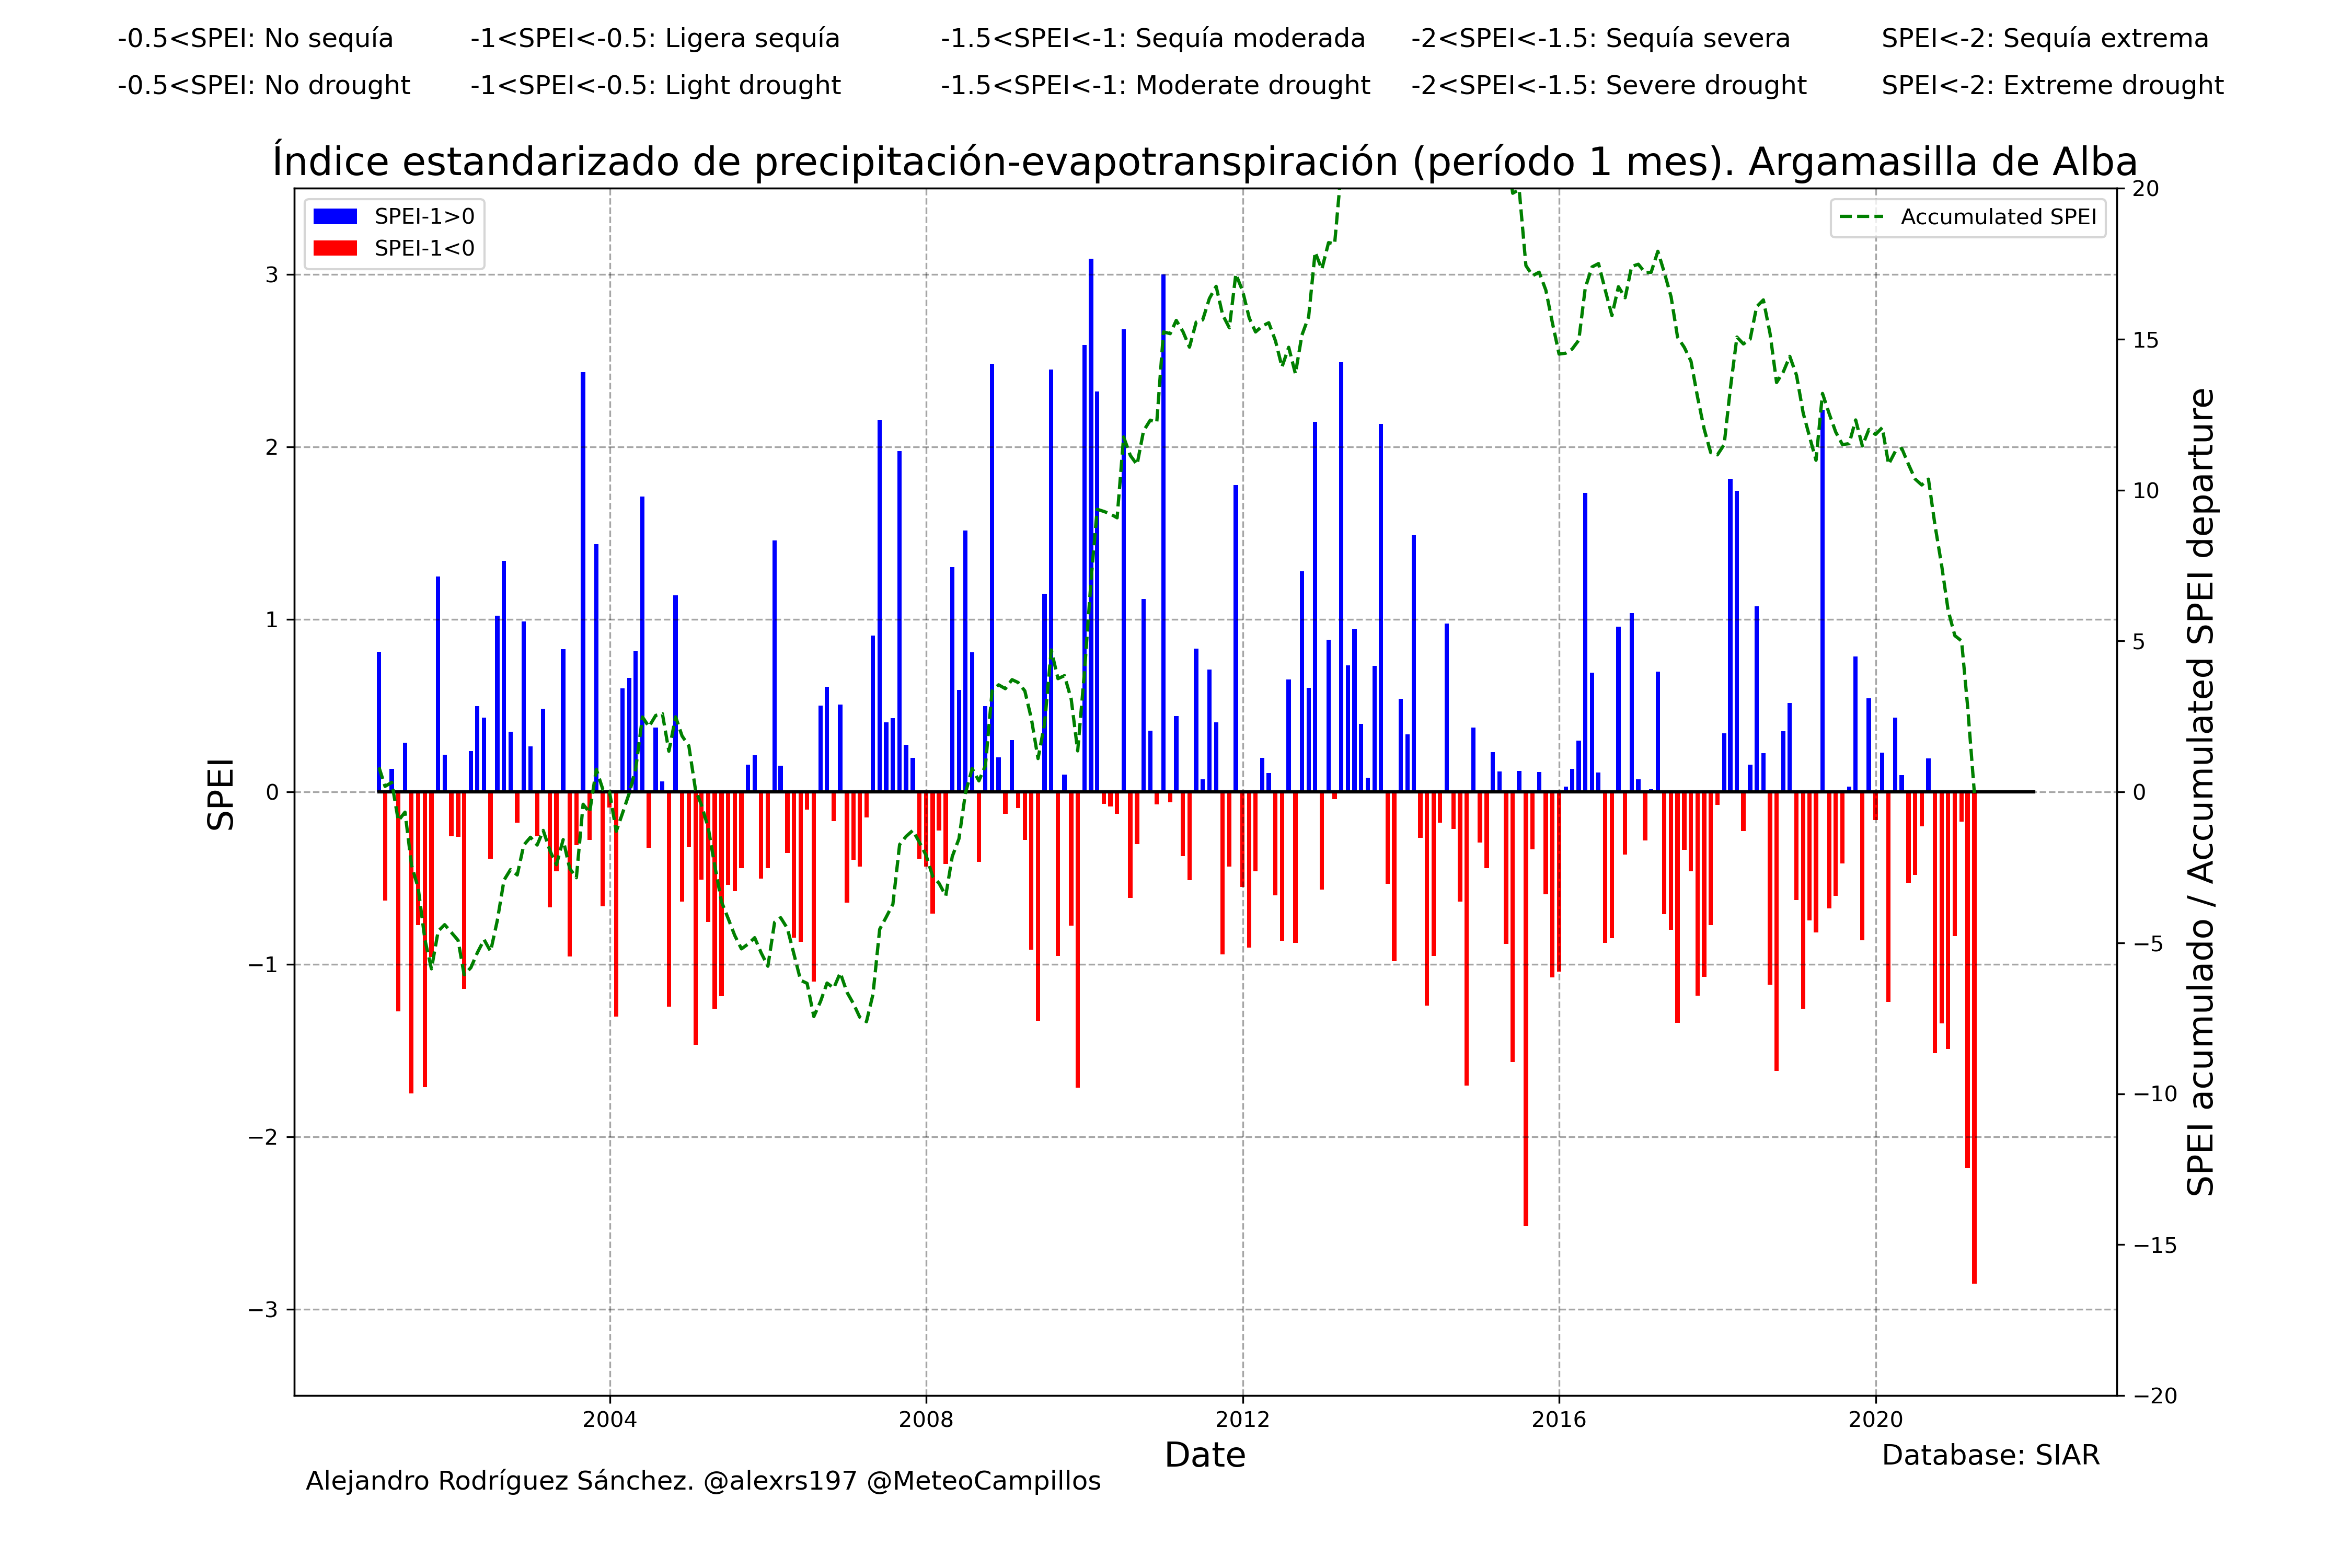 -0.5<SPEI: No sequía -1<SPEI<-0.5: Ligera sequía -1.5<SPEI<-1: Sequía moderada -2<SPEI<-1.5: Sequía severa SPEI<-2: Sequía extrema
-0.5<SPEI: No drought -1<SPEI<-0.5: Light drought -1.5<SPEI<-1: Moderate drought -2<SPEI<-1.5: Severe drought SPEI<-2: Extreme drought
Índice estandarizado de precipitación-evapotranspiración (período 1 mes). Argamasilla de Alba
SPEI-1>0
SPEI-1<0
Accumulated SPEI
SPEI
3
2
1
0
−1
−2
−3
20
15
10
5
0
−5
−10
−15
−20
SPEI acumulado / Accumulated SPEI departure
2004 2008 2012 2016 2020
Date
Database: SIAR
Alejandro Rodríguez Sánchez. @alexrs197 @MeteoCampillos